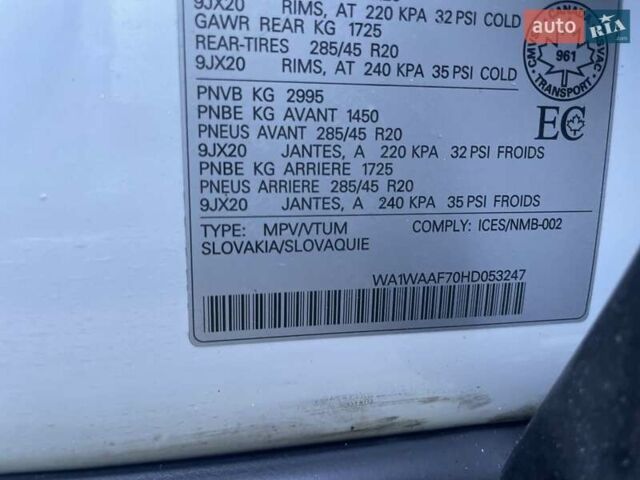 9JX20 RIMS, AT 220 KPA 32 PSI COLD
GAWR REAR KG 1725
REAR-TIRES 285/45 R20
9JX20 RIMS, AT 240 KPA 35 PSI COLD
PNVB KG 2995
PNBE KG AVANT 1450
PNEUS AVANT 285/45 R20
9JX20 JANTES, A 220 KPA 32 PSI FROIDS
PNBE KG ARRIERE 1725
PNEUS ARRIERE 285/45 R20
9JX20 JANTES, A 240 KPA 35 PSI FROIDS
TYPE: MPV/VTUM COMPLY: ICES/NMB-002
SLOVAKIA/SLOVAQUIE
WA1WAAF70HD053247
961
TRANSPORT
EC
auto RIA